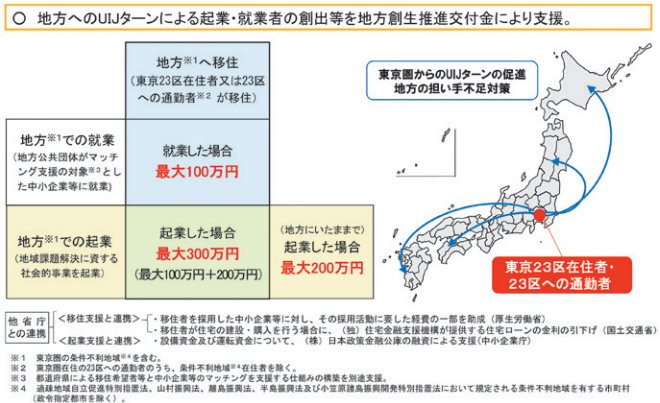 ○ 地方へのUIJターンによる起業・就業者の創出等を地方創生推進交付金により支援。
地方※1へ移住
(東京23区在住者又は23区
への通勤者※2 が移住)
東京圏からのUIJターンの促進
地方の担い手不足対策
地方※1での就業
(地方公共団体がマッ
チング支援の対象※3とし
た中小企業等に就業)
就業した場合
最大100万円
地方※1での起業
(地域課題解決に資する
社会的事業を起業)
起業した場合
最大300万円
(最大100万円+200万円)
(地方にいたままで)
起業した場合
最大200万円
東京23区在住者・
23区への通勤者
他省庁
との連携
<移住支援と連携> ・移住者を採用した中小企業等に対し、その採用活動に要した経費の一部を助成(厚生労働省)
・移住者が住宅の建設・購入を行う場合に、(独)住宅金融支援機構が提供する住宅ローンの金利の引下げ(国土交通省)
<起業支援と連携> ・設備資金及び運転資金について、(株)日本政策金融公庫の融資による支援(中小企業庁)
※1 東京圏の条件不利地域※4を含む。
※2 東京圏在住の23区への通勤者のうち、条件不利地域※4在住者を除く。
※3 都道府県による移住希望者等と中小企業等のマッチングを支援する仕組みの構築を別途支援。
※4 過疎地域自立促進特別措置法、山村振興法、離島振興法、半島振興法及び小笠原諸島振興開発特別措置法において規定される条件不利地域を有する市町村
(政令指定都市を除く)。